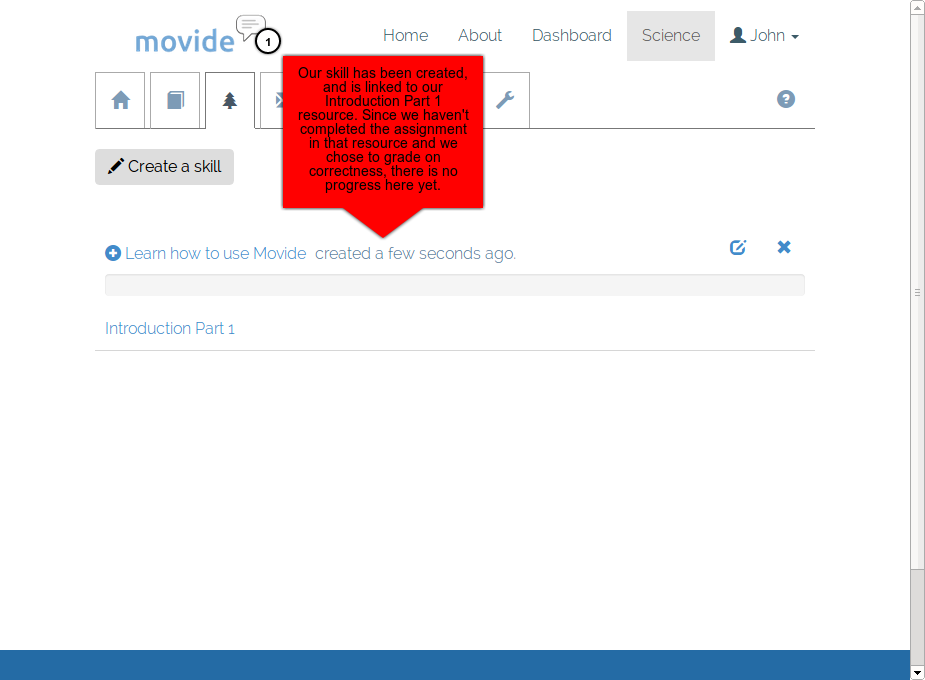 movide
1
Home About Dashboard Science John
Our skill has been created,
and is linked to our
Introduction Part 1
resource. Since we haven't
completed the assignment
in that resource and we
chose to grade on
correctness, there is no
progress here yet.
Create a skill
Learn how to use Movide created a few seconds ago.
Introduction Part 1